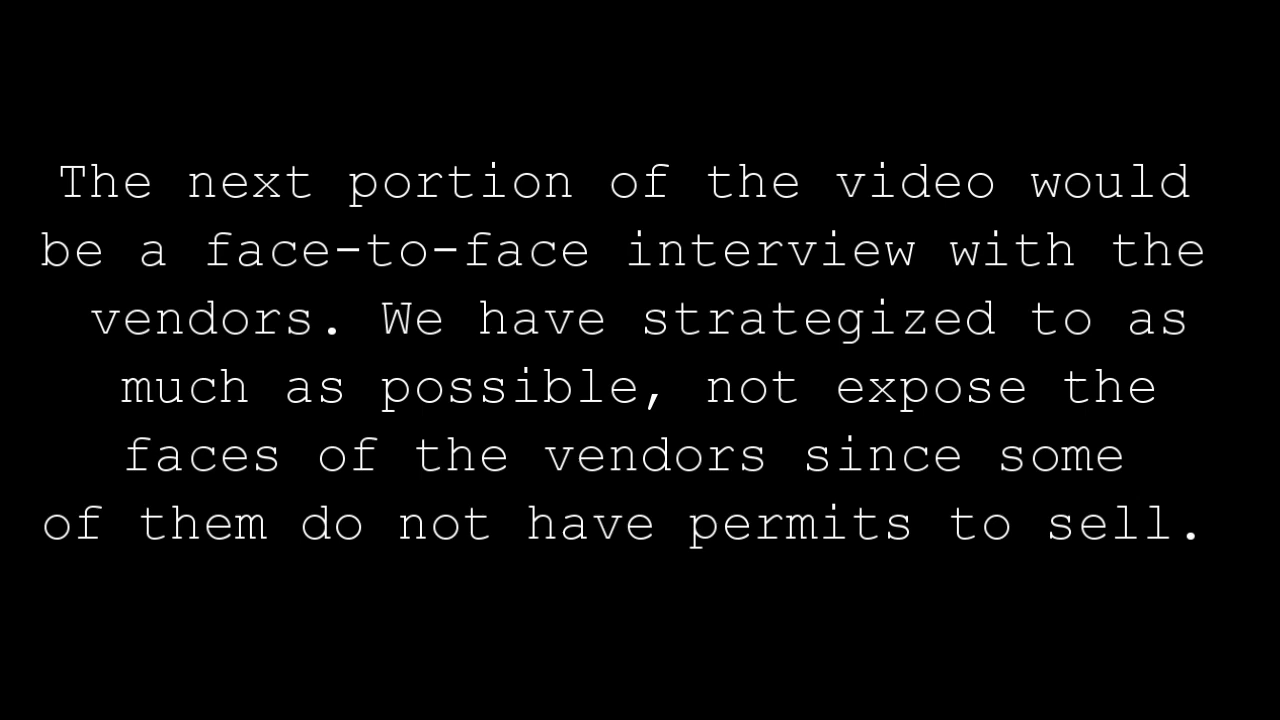 The next portion of the video would
be a face-to-face interview with the
vendors. We have strategized to as
much as possible, not expose the
faces of the vendors since some
of them do not have permits to sell.